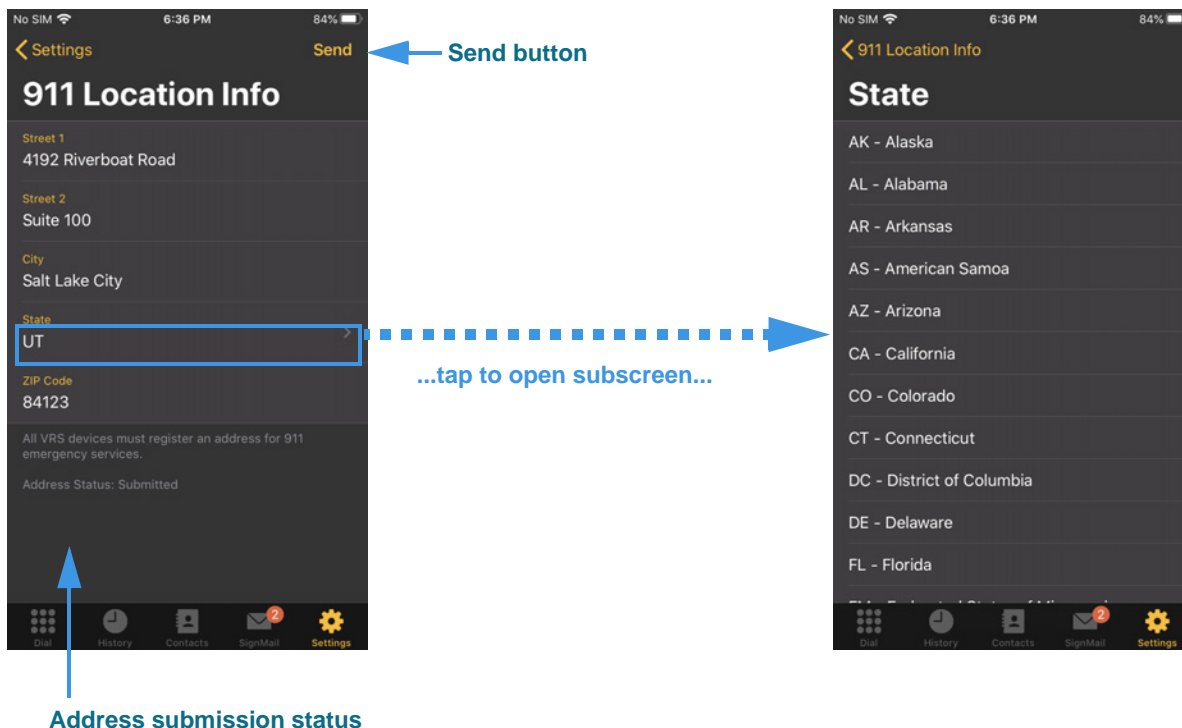 No SIM 6:36 PM 84%
Settings Send
911 Location Info
Street 1
4192 Riverboat Road
Street 2
Suite 100
City
Salt Lake City
State
UT
ZIP Code
84123
All VRS devices must register an address for 911
emergency services.
Address Status: Submitted
Dial History Contacts SignMail 2 Settings
Send button
...tap to open subscreen...
Address submission status
No SIM 6:36 PM 84%
911 Location Info
State
AK - Alaska
AL - Alabama
AR - Arkansas
AS - American Samoa
AZ - Arizona
CA - California
CO - Colorado
CT - Connecticut
DC - District of Columbia
DE - Delaware
FL - Florida
Dial History Contacts SignMail 2 Settings